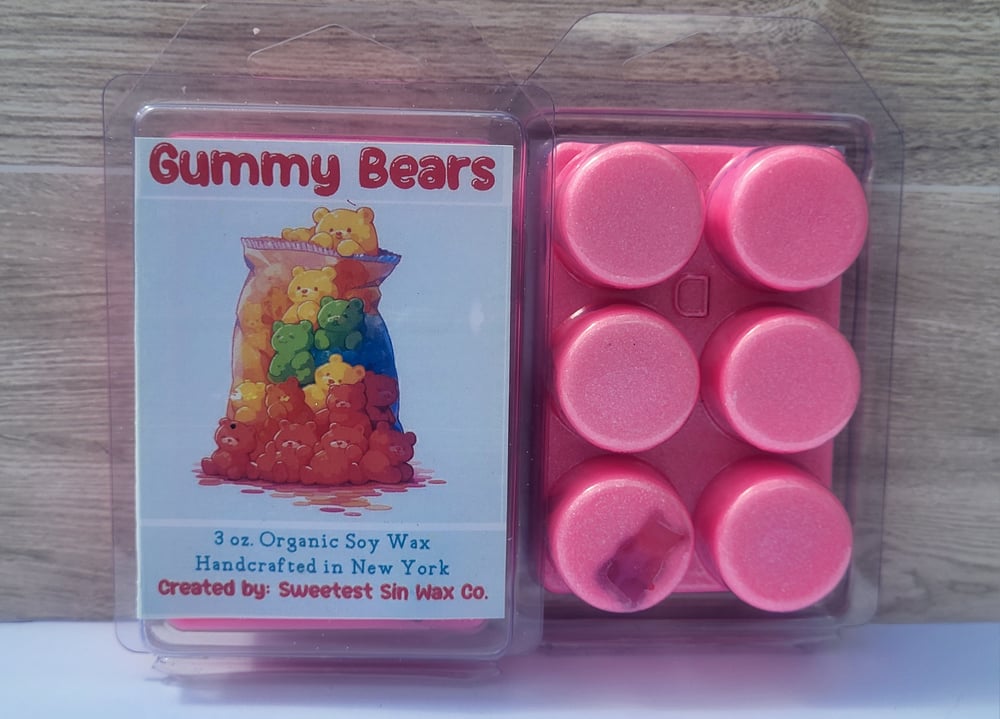 Gummy Bears
3 oz. Organic Soy Wax
Handcrafted in New York
Created by: Sweetest Sin Wax Co.